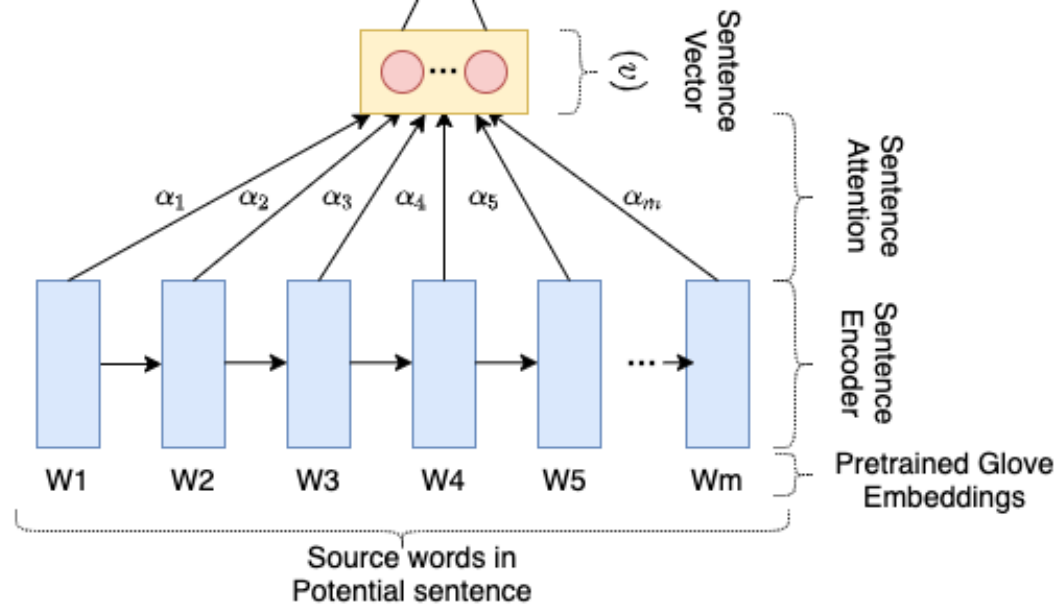 Sentence
Vector
(v)
... 
α1 α2 α3 α4 α5 αm
Sentence
Attention
Sentence
Encoder
...
W1 W2 W3 W4 W5 Wm
Pretrained Glove
Embeddings
Source words in
Potential sentence